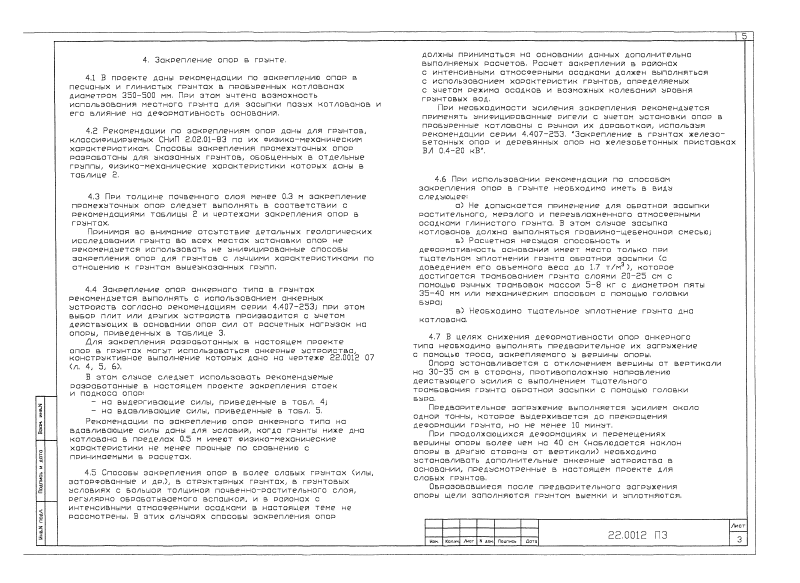 5
4. Закрепление опор в грунте.
4.1 В проекте даны рекомендации по закреплению опор в
песчаных и глинистых грунтах в пробуренных котлованах
диаметром 350-500 мм. При этом учтена возможность
использования местного грунта для засыпки пазух котлованов и
его влияние на деформативность оснований.
4.2 Рекомендации по закреплениям опор даны для грунтов,
классифицируемых СНиП 2.02.01-83 по их физико-механическим
характеристикам. Способы закрепления промежуточных опор
разработаны для указанных грунтов, обобщенных в отдельные
группы, физико-механические характеристики которых даны в
таблице 2.
4.3 При толщине почвенного слоя менее 0.3 м закрепление
промежуточных опор следует выполнять в соответствии с
рекомендациями таблицы 2 и чертежами закрепления опор в
грунтах.
Принимая во внимание отсутствие детальных геологических
исследований грунта во всех местах установки опор не
рекомендуется использовать не унифицированные способы
закрепления опор для грунтов с лучшими характеристиками по
отношению к грунтам вышеуказанных групп.
4.4 Закрепление опор анкерного типа в грунтах
рекомендуется выполнять с использованием анкерных
устройств согласно рекомендациям серии 4.407-253; при этом
выбор плит или других устройств производится с учетом
действующих в основании опор сил от расчетных нагрузок на
опоры, приведенных в таблице 3.
Для закрепления разработанных в настоящем проекте
опор в грунтах могут использоваться анкерные устройства,
конструктивное выполнение которых дано на чертеже 22.0012 07
(л. 4, 5, 6).
В этом случае следует использовать рекомендуемые
разработанные в настоящем проекте закрепления стоек
и подкоса опор:
– на выдергивающие силы, приведенные в табл. 4;
– на вдавливающие силы, приведенные в табл. 5.
Рекомендации по закреплению опор анкерного типа на
вдавливающие силы даны для условий, когда грунты ниже дна
котлована в пределах 0.5 м имеют физико-механические
характеристики не менее прочные по сравнению с
принимаемыми в расчетах.
4.5 Способы закрепления опор в более слабых грунтах (илы,
заторфованные и др.), в структурных грунтах, в грунтовых
условиях с большой толщиной почвенно-растительного слоя,
регулярно обрабатываемого вспашкой, и в районах с
интенсивными атмосферными осадками в настоящей теме не
рассмотрены. В этих случаях способы закрепления опор
должны приниматься на основании данных дополнительно
выполняемых расчетов. Расчет закреплений в районах
с интенсивными атмосферными осадками должен выполняться
с использованием характеристик грунтов, определяемых
с учетом режима осадков и возможных колебаний уровня
грунтовых вод.
При необходимости усиления закрепления рекомендуется
применять унифицированные ригели с учетом установки опор в
пробуренные котлованы с ручной их доработкой, используя
рекомендации серии 4.407-253. "Закрепление в грунтах железо-
бетонных опор и деревянных опор на железобетонных приставках
ВЛ 0.4-20 кВ".
4.6 При использовании рекомендации по способам
закрепления опор в грунте необходимо иметь в виду
следующее:
а) Не допускается применение для обратной засыпки
растительного, мерзлого и переувлажненного атмосферными
осадками глинистого грунта. В этом случае засыпка
котлованов должна выполняться гравийно-щебеночной смесью;
б) Расчетная несущая способность и
деформативность оснований имеет место только при
тщательном уплотнении грунта обратной засыпки (с
доведением его объемного веса до 1.7 т/м³), которое
достигается трамбованием грунта слоями 20-25 см с
помощью ручных трамбовок массой 5-8 кг с диаметром пяты
35-40 мм или механическим способом с помощью головки
бура;
в) Необходимо тщательное уплотнение грунта дна
котлована.
4.7 В целях снижения деформативности опор анкерного
типа необходимо выполнять предварительное их загружение
с помощью троса, закрепляемого у вершины опоры.
Опора устанавливается с отклонением вершины от вертикали
на 30-35 см в сторону, противоположную направлению
действующего усилия с выполнением тщательного
трамбования грунта обратной засыпки с помощью головки
бура.
Предварительное загружение выполняется усилием около
одной тонны, которое выдерживается до прекращения
деформации грунта, но не менее 10 минут.
При продолжающихся деформациях и перемещениях
вершины опоры более чем на 40 см (наблюдается наклон
опоры в другую сторону от вертикали) необходимо
устанавливать дополнительные анкерные устройства в
основании, предусмотренные в настоящем проекте для
слабых грунтов.
Образовавшиеся после предварительного загружения
опоры щели заполняются грунтом выемки и уплотняются.
Взам. инв.N
Подпись и дата
Инв.N подл.
Изм. Колуч. Лист N док. Подпись Дата
22.0012 ПЗ
Лист
3